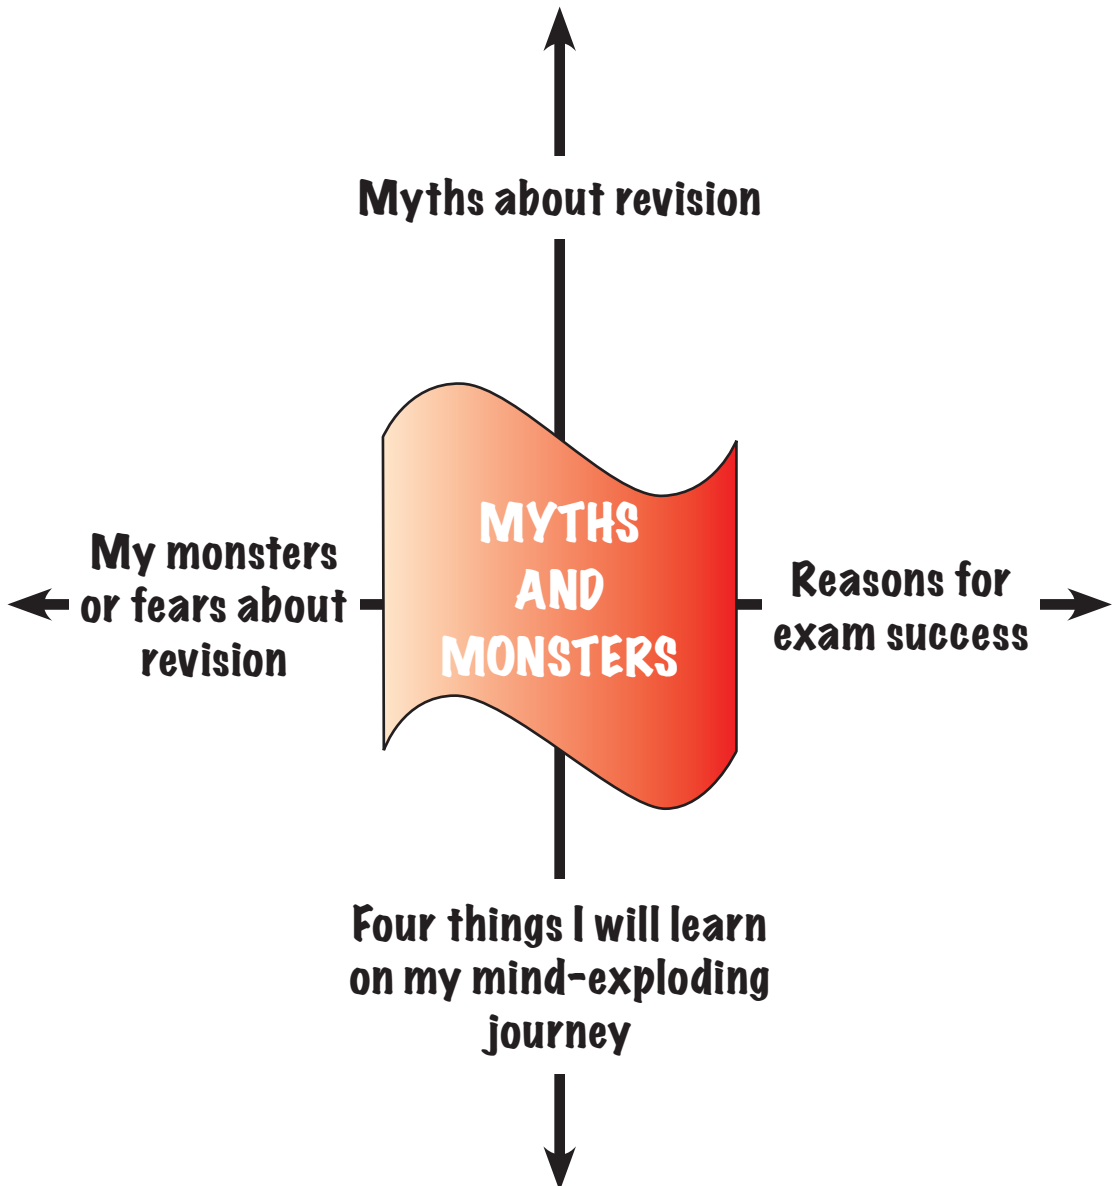 Myths about revision
MYTHS
AND
MONSTERS
My monsters
or fears about
revision
Reasons for
exam success
Four things I will learn
on my mind-exploding
journey